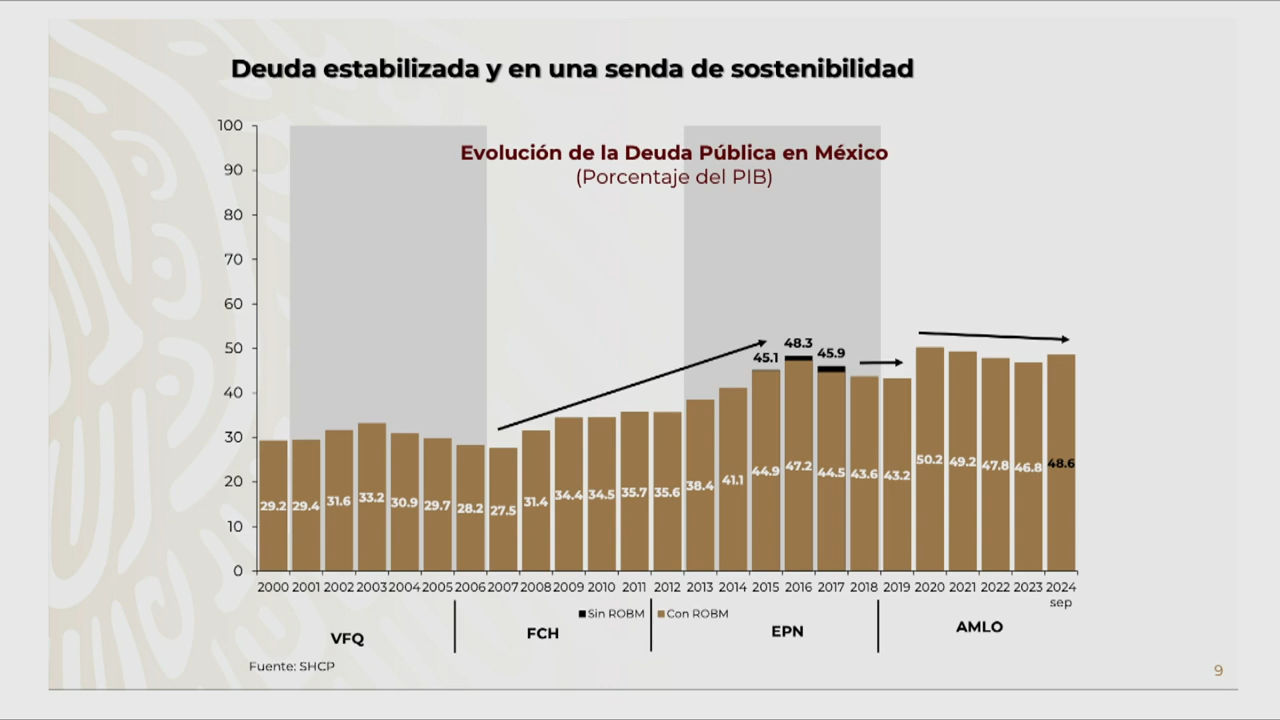 Deuda estabilizada y en una senda de sostenibilidad
Evolución de la Deuda Pública en México
(Porcentaje del PIB)
100
90
80
70
60
50
40
30
20
10
0
45.1 48.3 45.9
29.2 29.4 31.6 33.2 30.9 29.7 28.2 27.5 31.4 34.4 34.5 35.7 35.6 38.4 41.1 44.9 47.2 44.5 43.6 43.2 50.2 49.2 47.8 46.8 48.6
2000 2001 2002 2003 2004 2005 2006 2007 2008 2009 2010 2011 2012 2013 2014 2015 2016 2017 2018 2019 2020 2021 2022 2023 2024
sep
Sin ROBM Con ROBM
VFQ FCH EPN AMLO
Fuente: SHCP
9